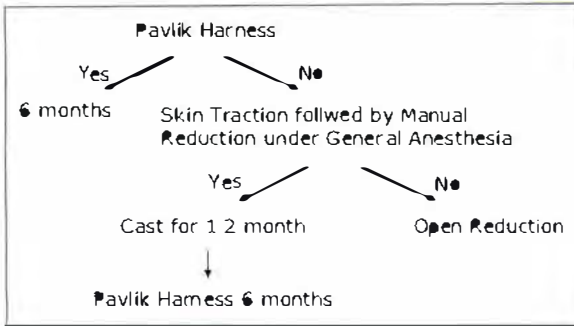 Pavlik Harness
Yes
No
6 months
Skin Traction follwed by Manual
Reduction under General Anesthesia
Yes
No
Cast for 1 2 month
Open Reduction
Pavlik Harness 6 months